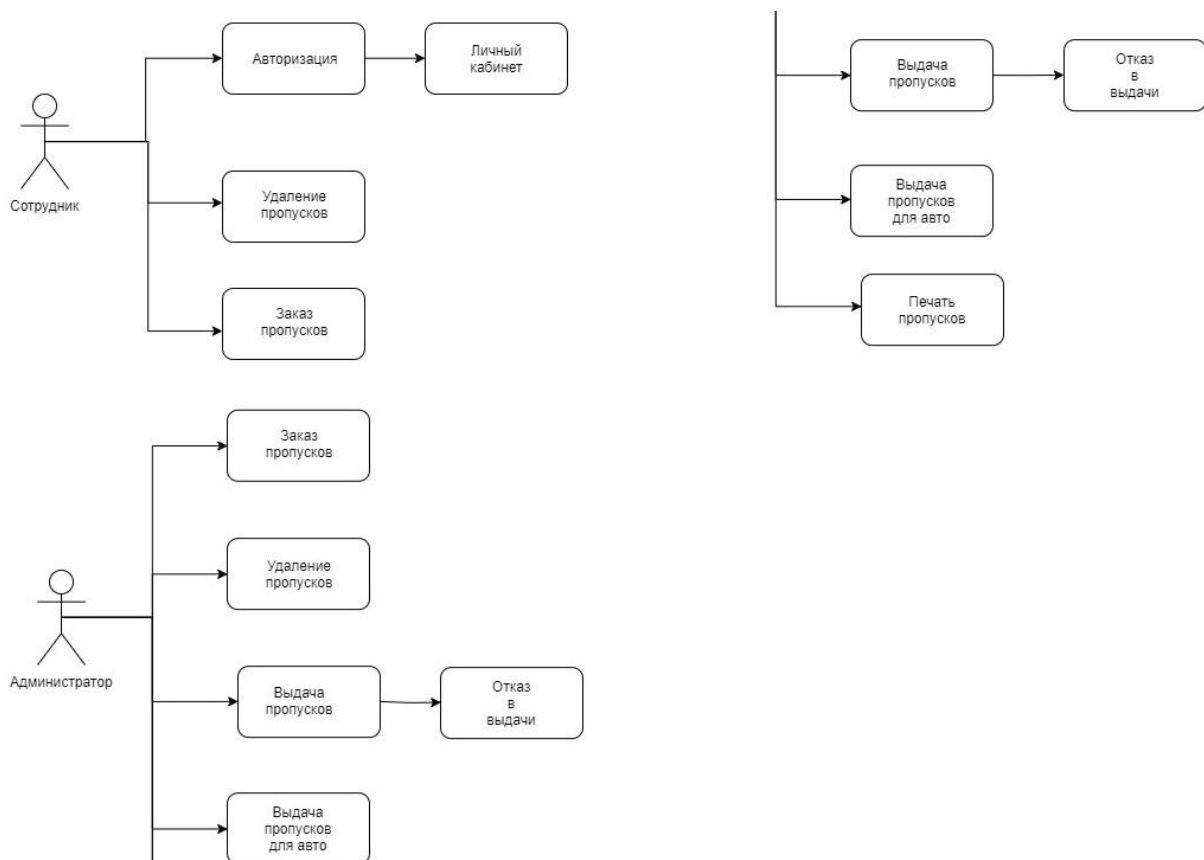 Авторизация
Личный
кабинет
Сотрудник
Удаление
пропусков
Заказ
пропусков
Заказ
пропусков
Удаление
пропусков
Администратор
Выдача
пропусков
Отказ
в
выдачи
Выдача
пропусков
для авто
Выдача
пропусков
Отказ
в
выдачи
Выдача
пропусков
для авто
Печать
пропусков